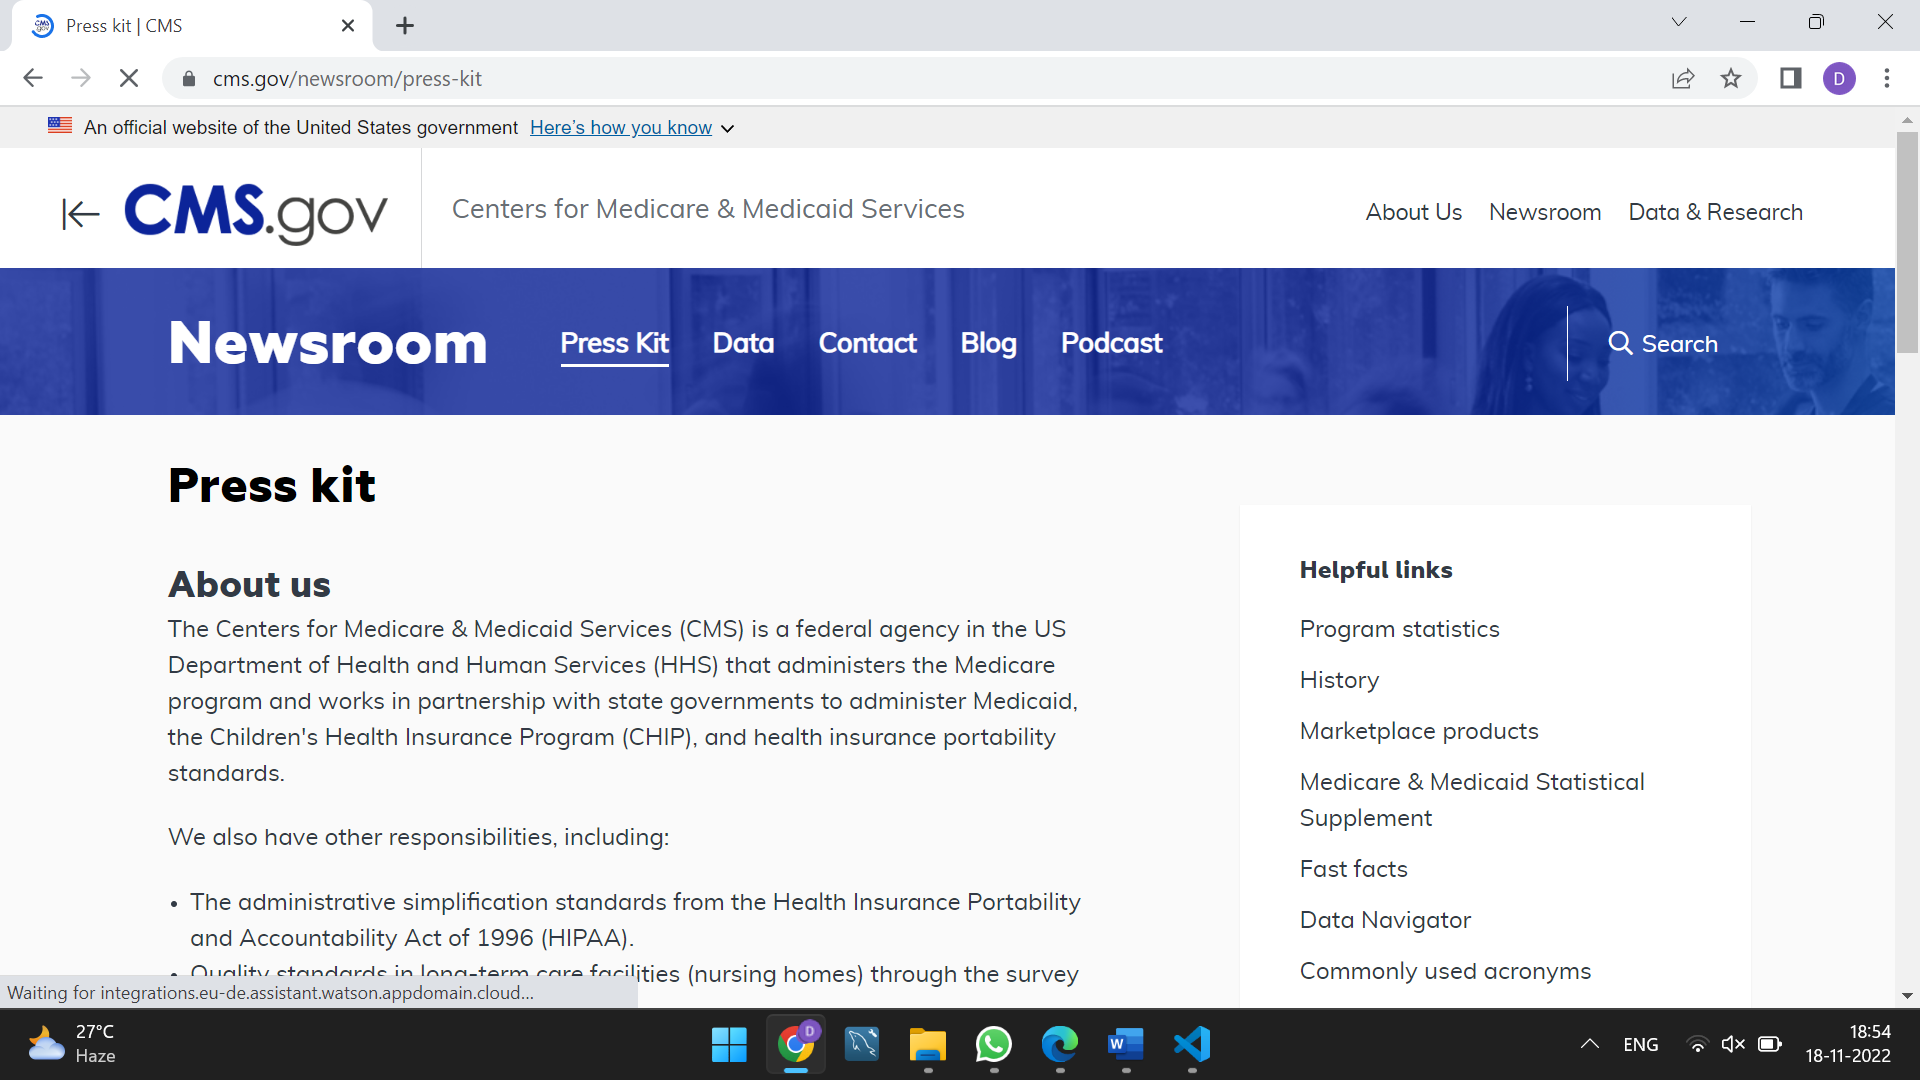 Press kit | CMS
cms.gov/newsroom/press-kit
D
An official website of the United States government Here's how you know
CMS.gov
Centers for Medicare & Medicaid Services
About Us Newsroom Data & Research
Newsroom
Press Kit Data Contact Blog Podcast
Search
Press kit
About us
The Centers for Medicare & Medicaid Services (CMS) is a federal agency in the US
Department of Health and Human Services (HHS) that administers the Medicare
program and works in partnership with state governments to administer Medicaid,
the Children's Health Insurance Program (CHIP), and health insurance portability
standards.
We also have other responsibilities, including:
• The administrative simplification standards from the Health Insurance Portability
and Accountability Act of 1996 (HIPAA).
• Quality standards in long-term care facilities (nursing homes) through the survey
Helpful links
Program statistics
History
Marketplace products
Medicare & Medicaid Statistical
Supplement
Fast facts
Data Navigator
Commonly used acronyms
Waiting for integrations.eu-de.assistant.watson.appdomain.cloud...
27°C
Haze
D
W
ENG
18:54
18-11-2022